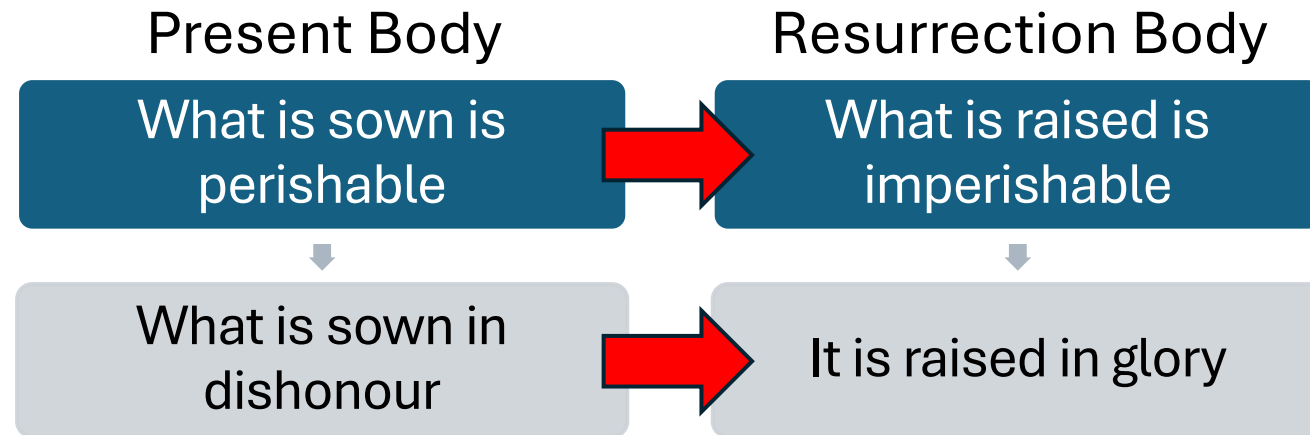 Present Body
Resurrection Body
What is sown is
perishable
What is raised is
imperishable
What is sown in
dishonour
It is raised in glory